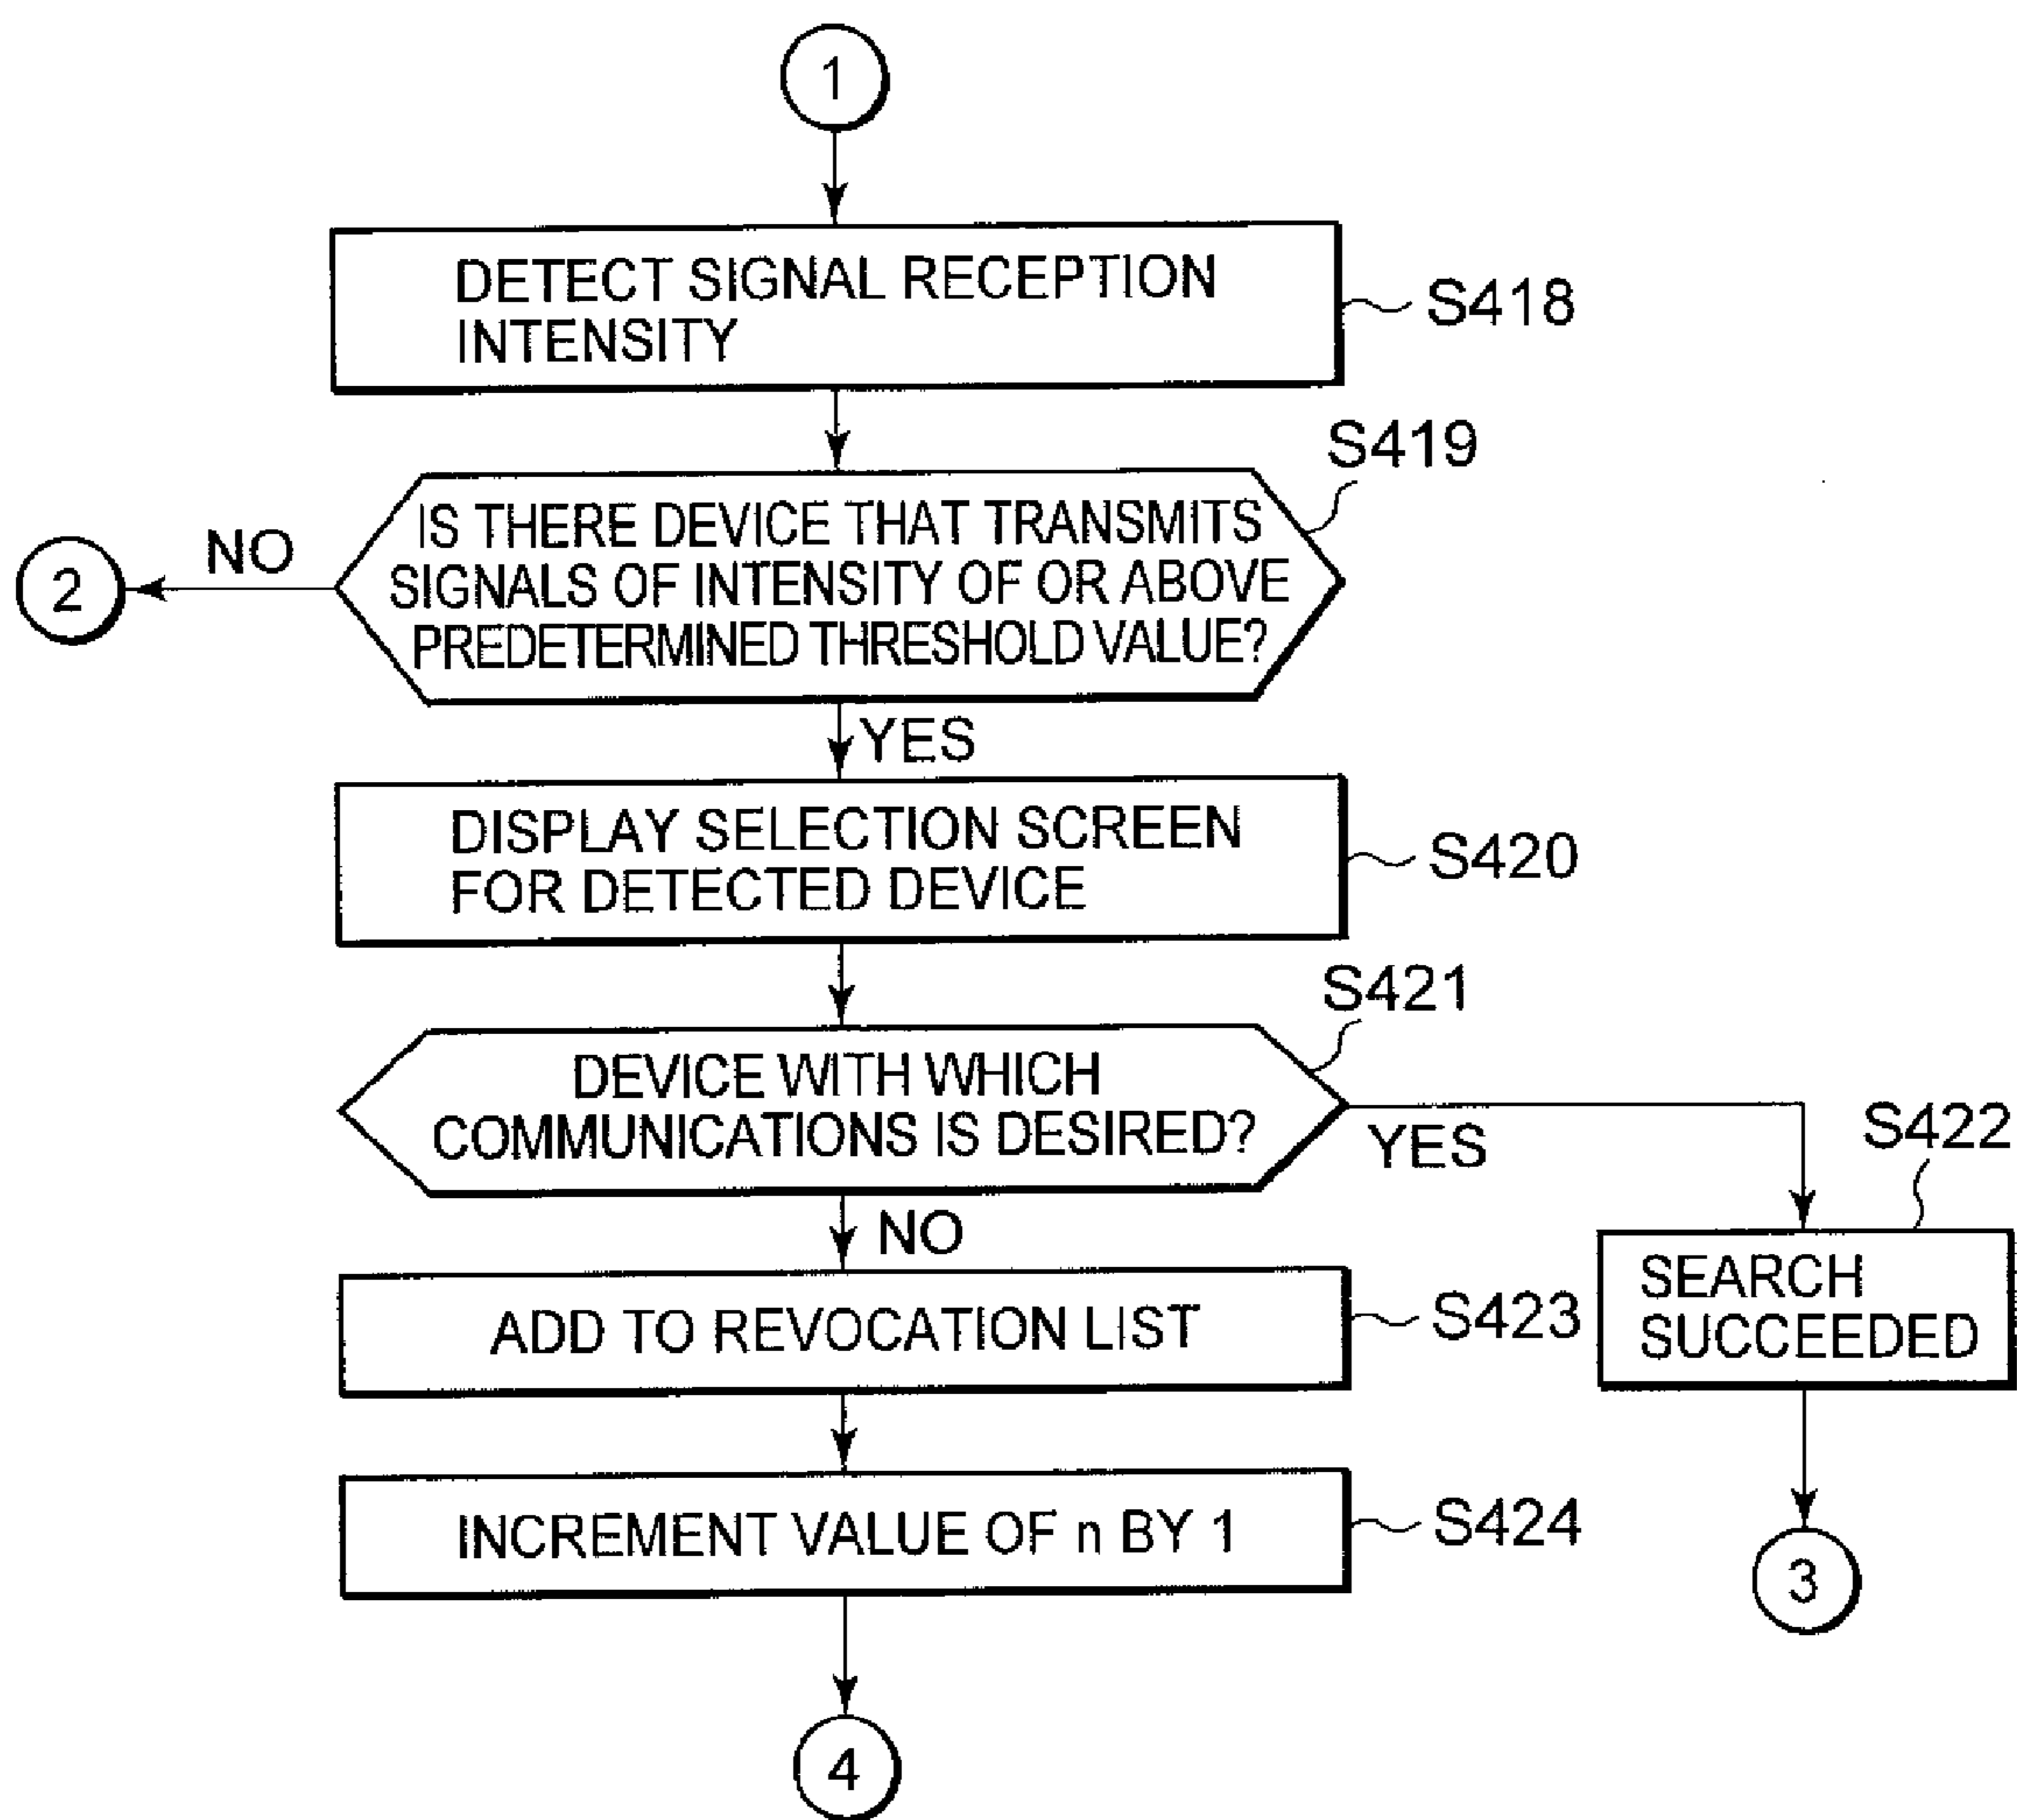 1
DETECT SIGNAL RECEPTION
INTENSITY
S418
S419
IS THERE DEVICE THAT TRANSMITS
SIGNALS OF INTENSITY OF OR ABOVE
PREDETERMINED THRESHOLD VALUE?
NO
2
YES
DISPLAY SELECTION SCREEN
FOR DETECTED DEVICE
S420
S421
DEVICE WITH WHICH
COMMUNICATIONS IS DESIRED?
YES
S422
NO
SEARCH
SUCCEEDED
ADD TO REVOCATION LIST
S423
INCREMENT VALUE OF n BY 1
S424
3
4